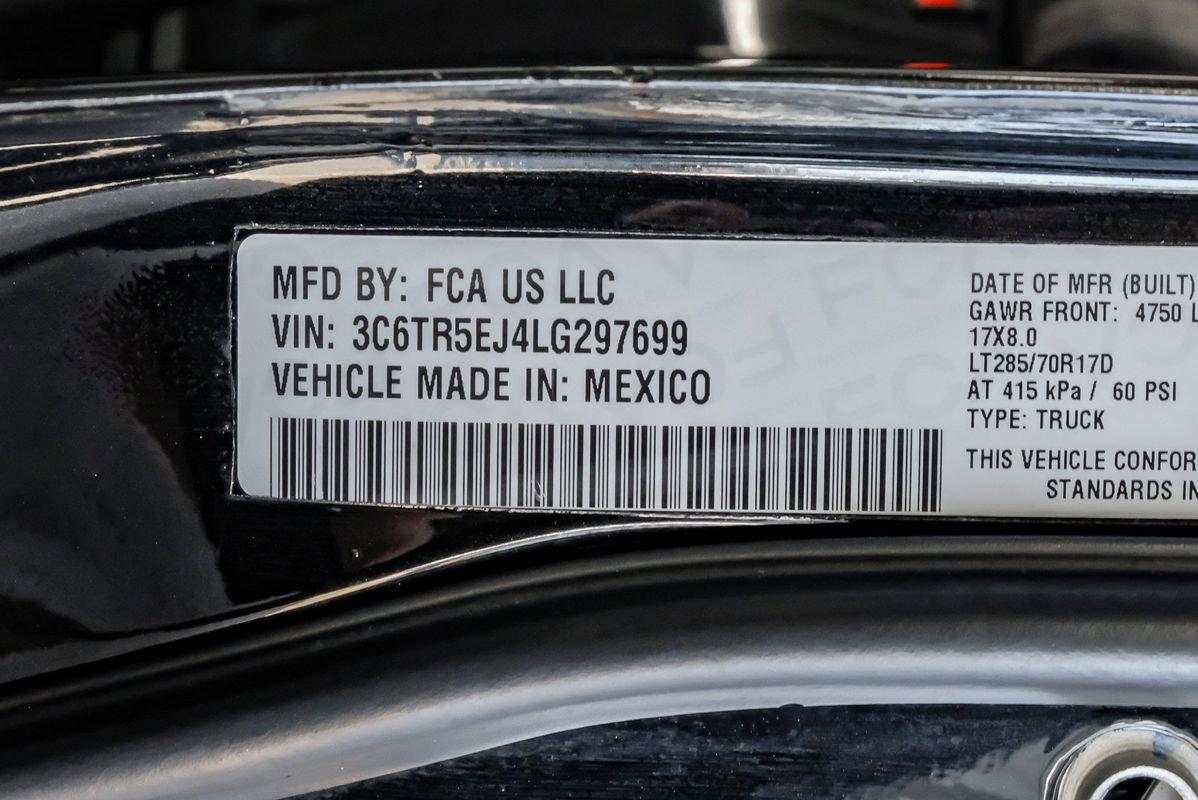 MFD BY: FCA US LLC
VIN: 3C6TR5EJ4LG297699
VEHICLE MADE IN: MEXICO
DATE OF MFR (BUILT)
GAWR FRONT: 4750 L
17X8.0
LT285/70R17D
AT 415 kPa / 60 PSI
TYPE: TRUCK
THIS VEHICLE CONFOR
STANDARDS IN